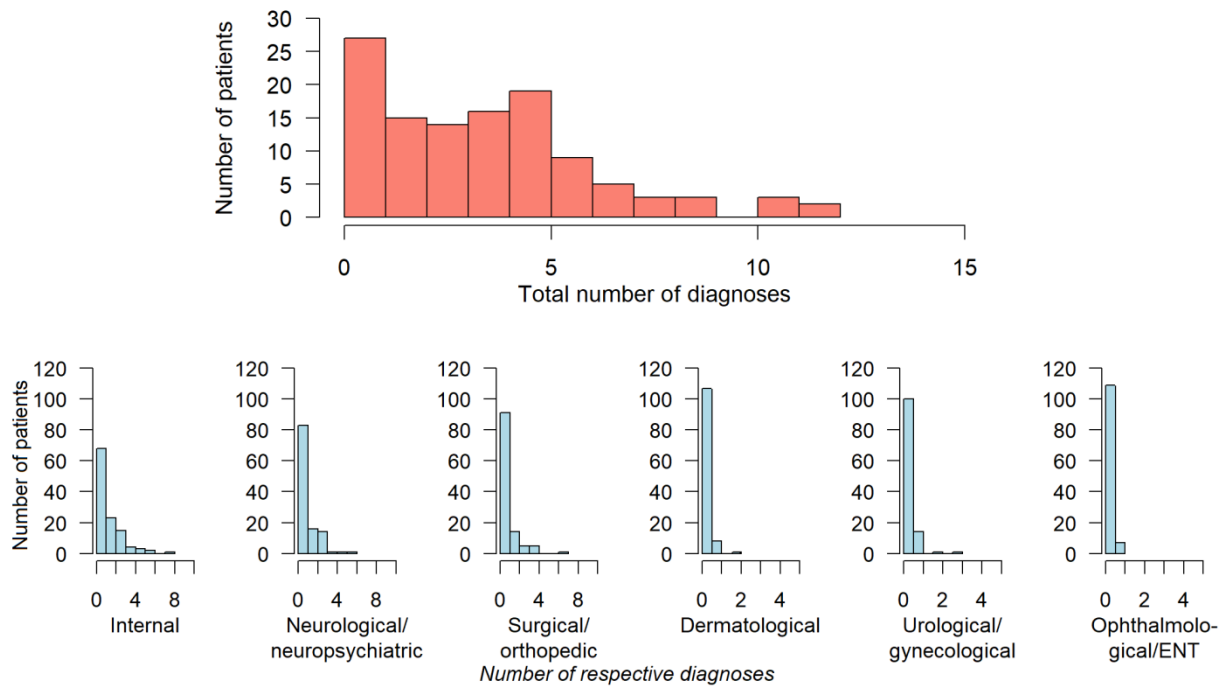 Number of patients
30
25
20
15
10
5
0
0 5 10 15
Total number of diagnoses
Number of patients
120 120 120 120 120 120
100 100 100 100 100 100
80 80 80 80 80 80
60 60 60 60 60 60
40 40 40 40 40 40
20 20 20 20 20 20
0 0 0 0 0 0
0 4 8 0 4 8 0 4 8 0 2 4 0 2 4 0 2 4
Internal Neurological/ Surgical/ Dermatological Urological/ Ophthalmolo-
neuropsychiatric orthopedic gynecological gical/ENT
Number of respective diagnoses